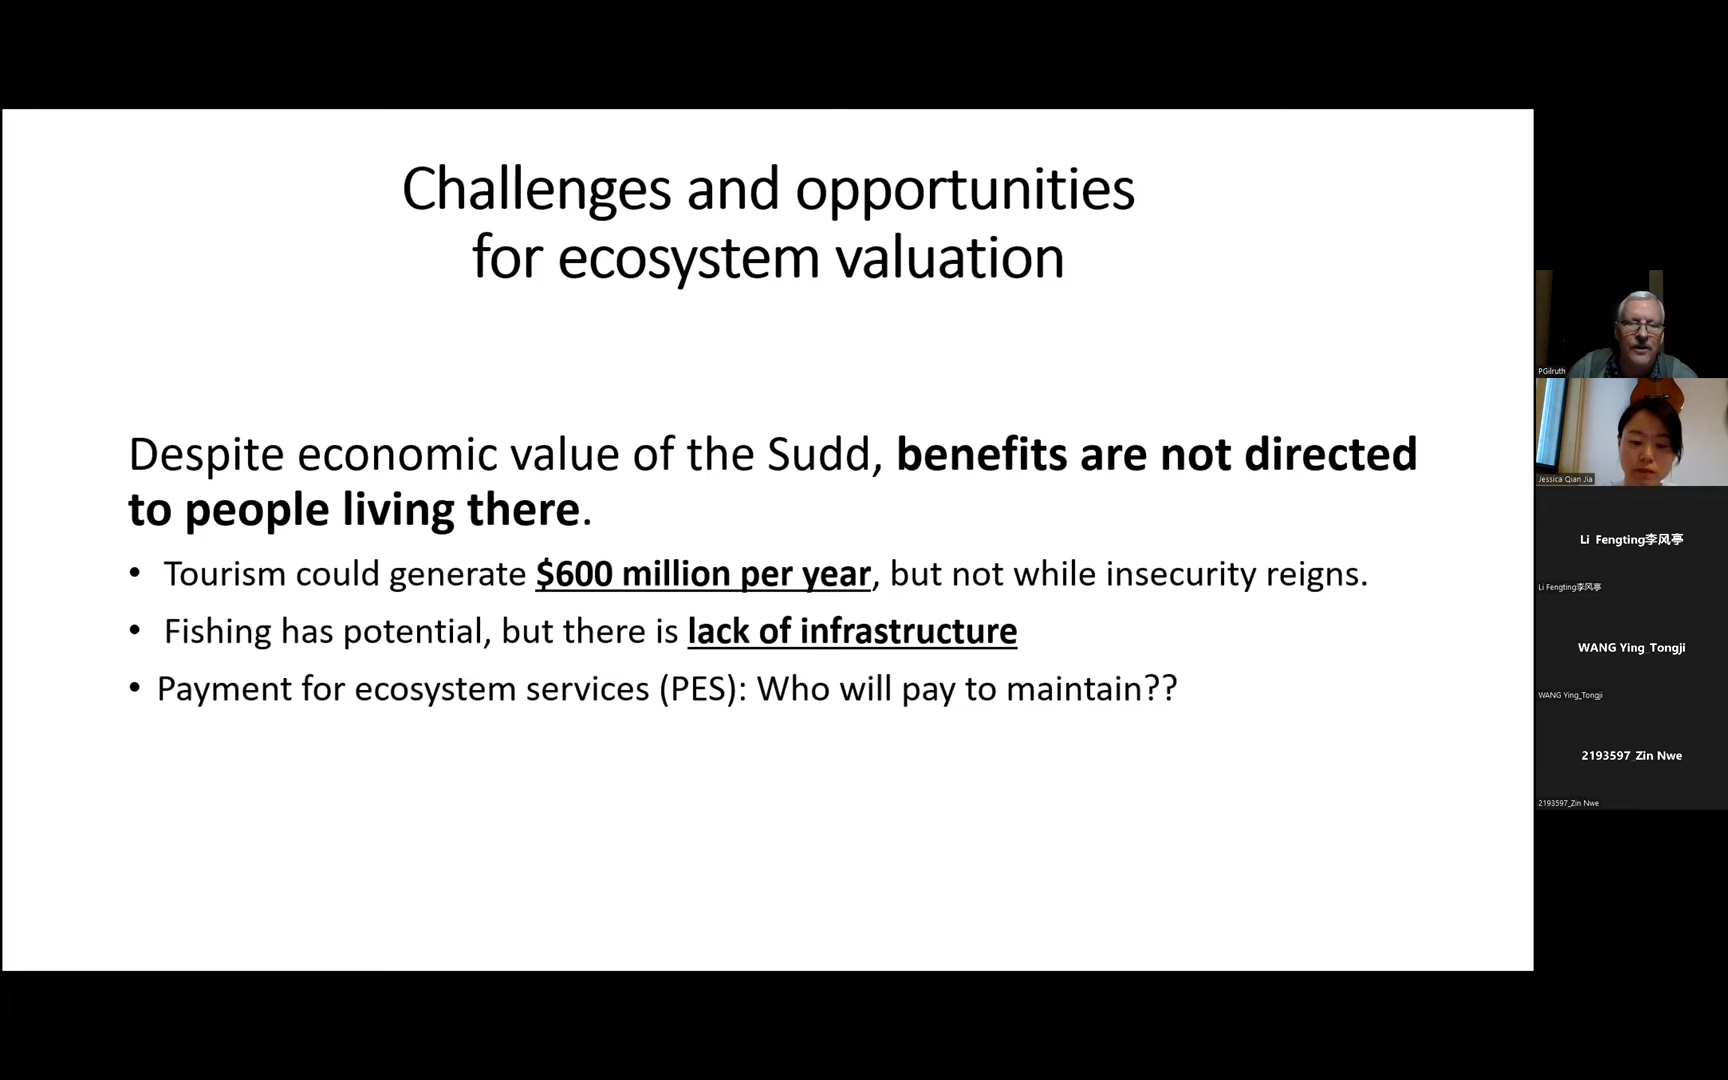 Challenges and opportunities
for ecosystem valuation
Despite economic value of the Sudd, benefits are not directed
to people living there.
• Tourism could generate $600 million per year, but not while insecurity reigns.
• Fishing has potential, but there is lack of infrastructure
• Payment for ecosystem services (PES): Who will pay to maintain??
PGilruth
Jessica Qian Jia
Li Fengting李风亭
Li Fengting李风亭
WANG Ying_Tongji
WANG Ying_Tongji
2193597_Zin Nwe
2193597_Zin Nwe